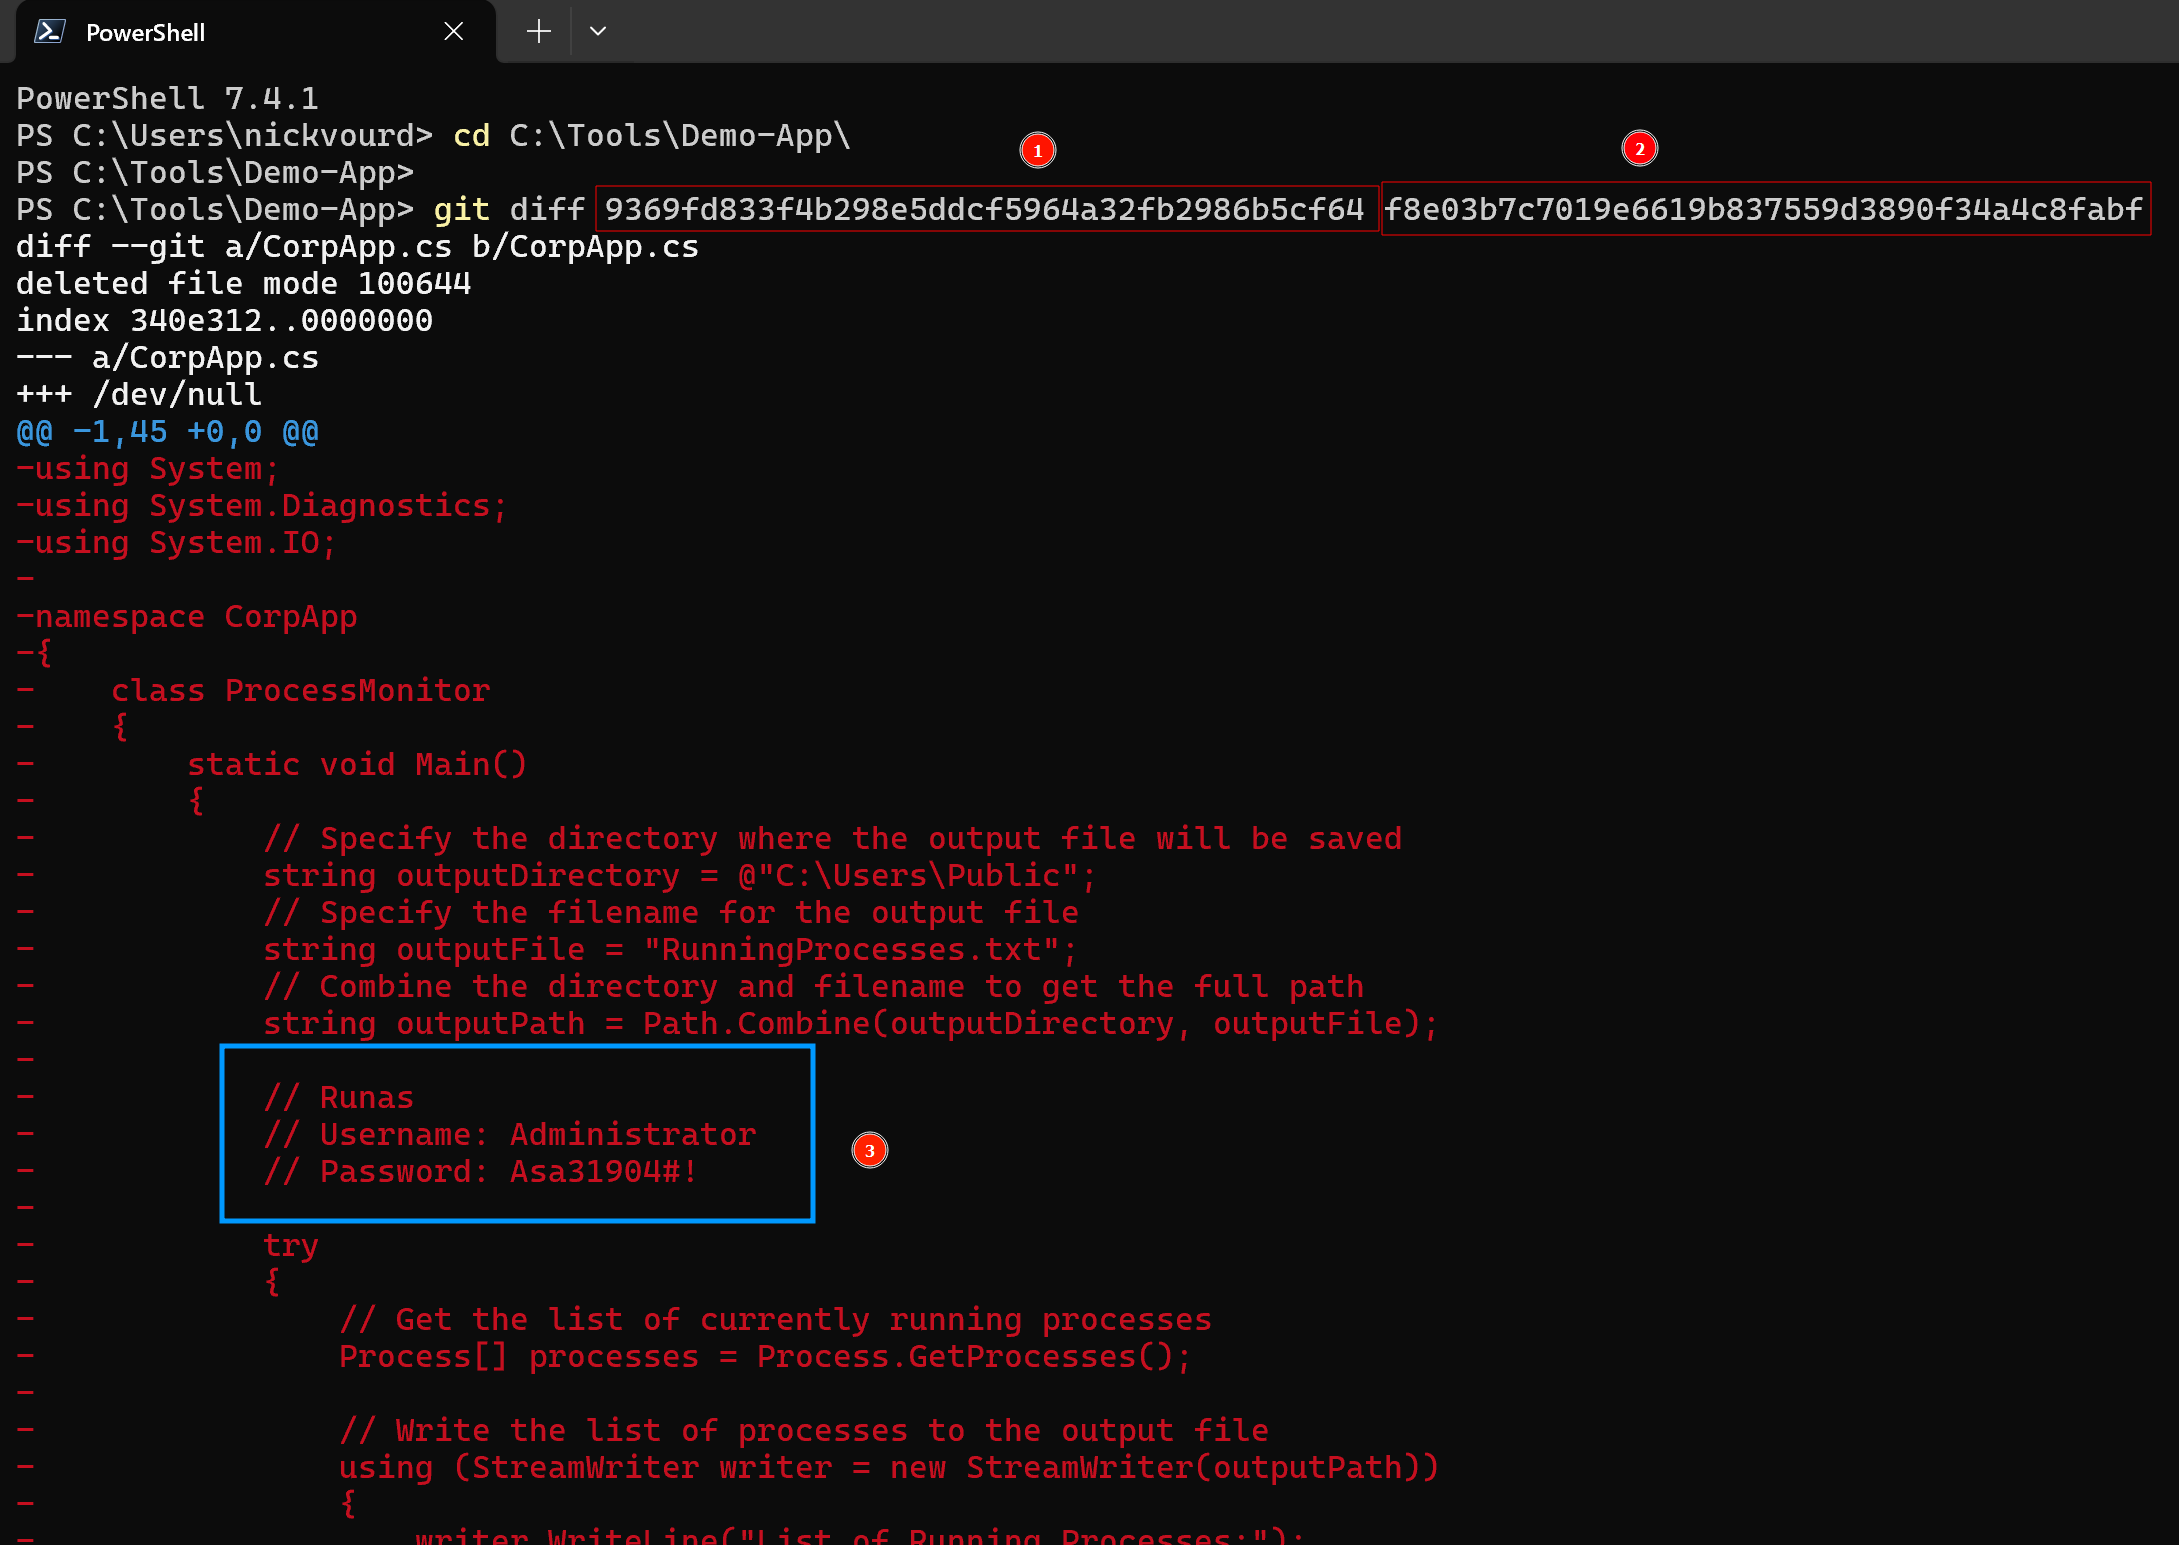 PowerShell
PowerShell 7.4.1
PS C:\Users\nickvourd> cd C:\Tools\Demo-App\
1
2
PS C:\Tools\Demo-App>
PS C:\Tools\Demo-App> git diff 9369fd833f4b298e5ddcf5964a32fb2986b5cf64 f8e03b7c7019e6619b837559d3890f34a4c8fabf
diff --git a/CorpApp.cs b/CorpApp.cs
deleted file mode 100644
index 340e312..0000000
--- a/CorpApp.cs
+++ /dev/null
@@ -1,45 +0,0 @@
-using System;
-using System.Diagnostics;
-using System.IO;
-
-namespace CorpApp
-{
-    class ProcessMonitor
-    {
-        static void Main()
-        {
-            // Specify the directory where the output file will be saved
-            string outputDirectory = @"C:\Users\Public";
-            // Specify the filename for the output file
-            string outputFile = "RunningProcesses.txt";
-            // Combine the directory and filename to get the full path
-            string outputPath = Path.Combine(outputDirectory, outputFile);
-
-            // Runas
-            // Username: Administrator
3
-            // Password: Asa31904#!
-
-            try
-            {
-                // Get the list of currently running processes
-                Process[] processes = Process.GetProcesses();
-
-                // Write the list of processes to the output file
-                using (StreamWriter writer = new StreamWriter(outputPath))
-                {
-                    writer.WriteLine("List of Running Processes:");